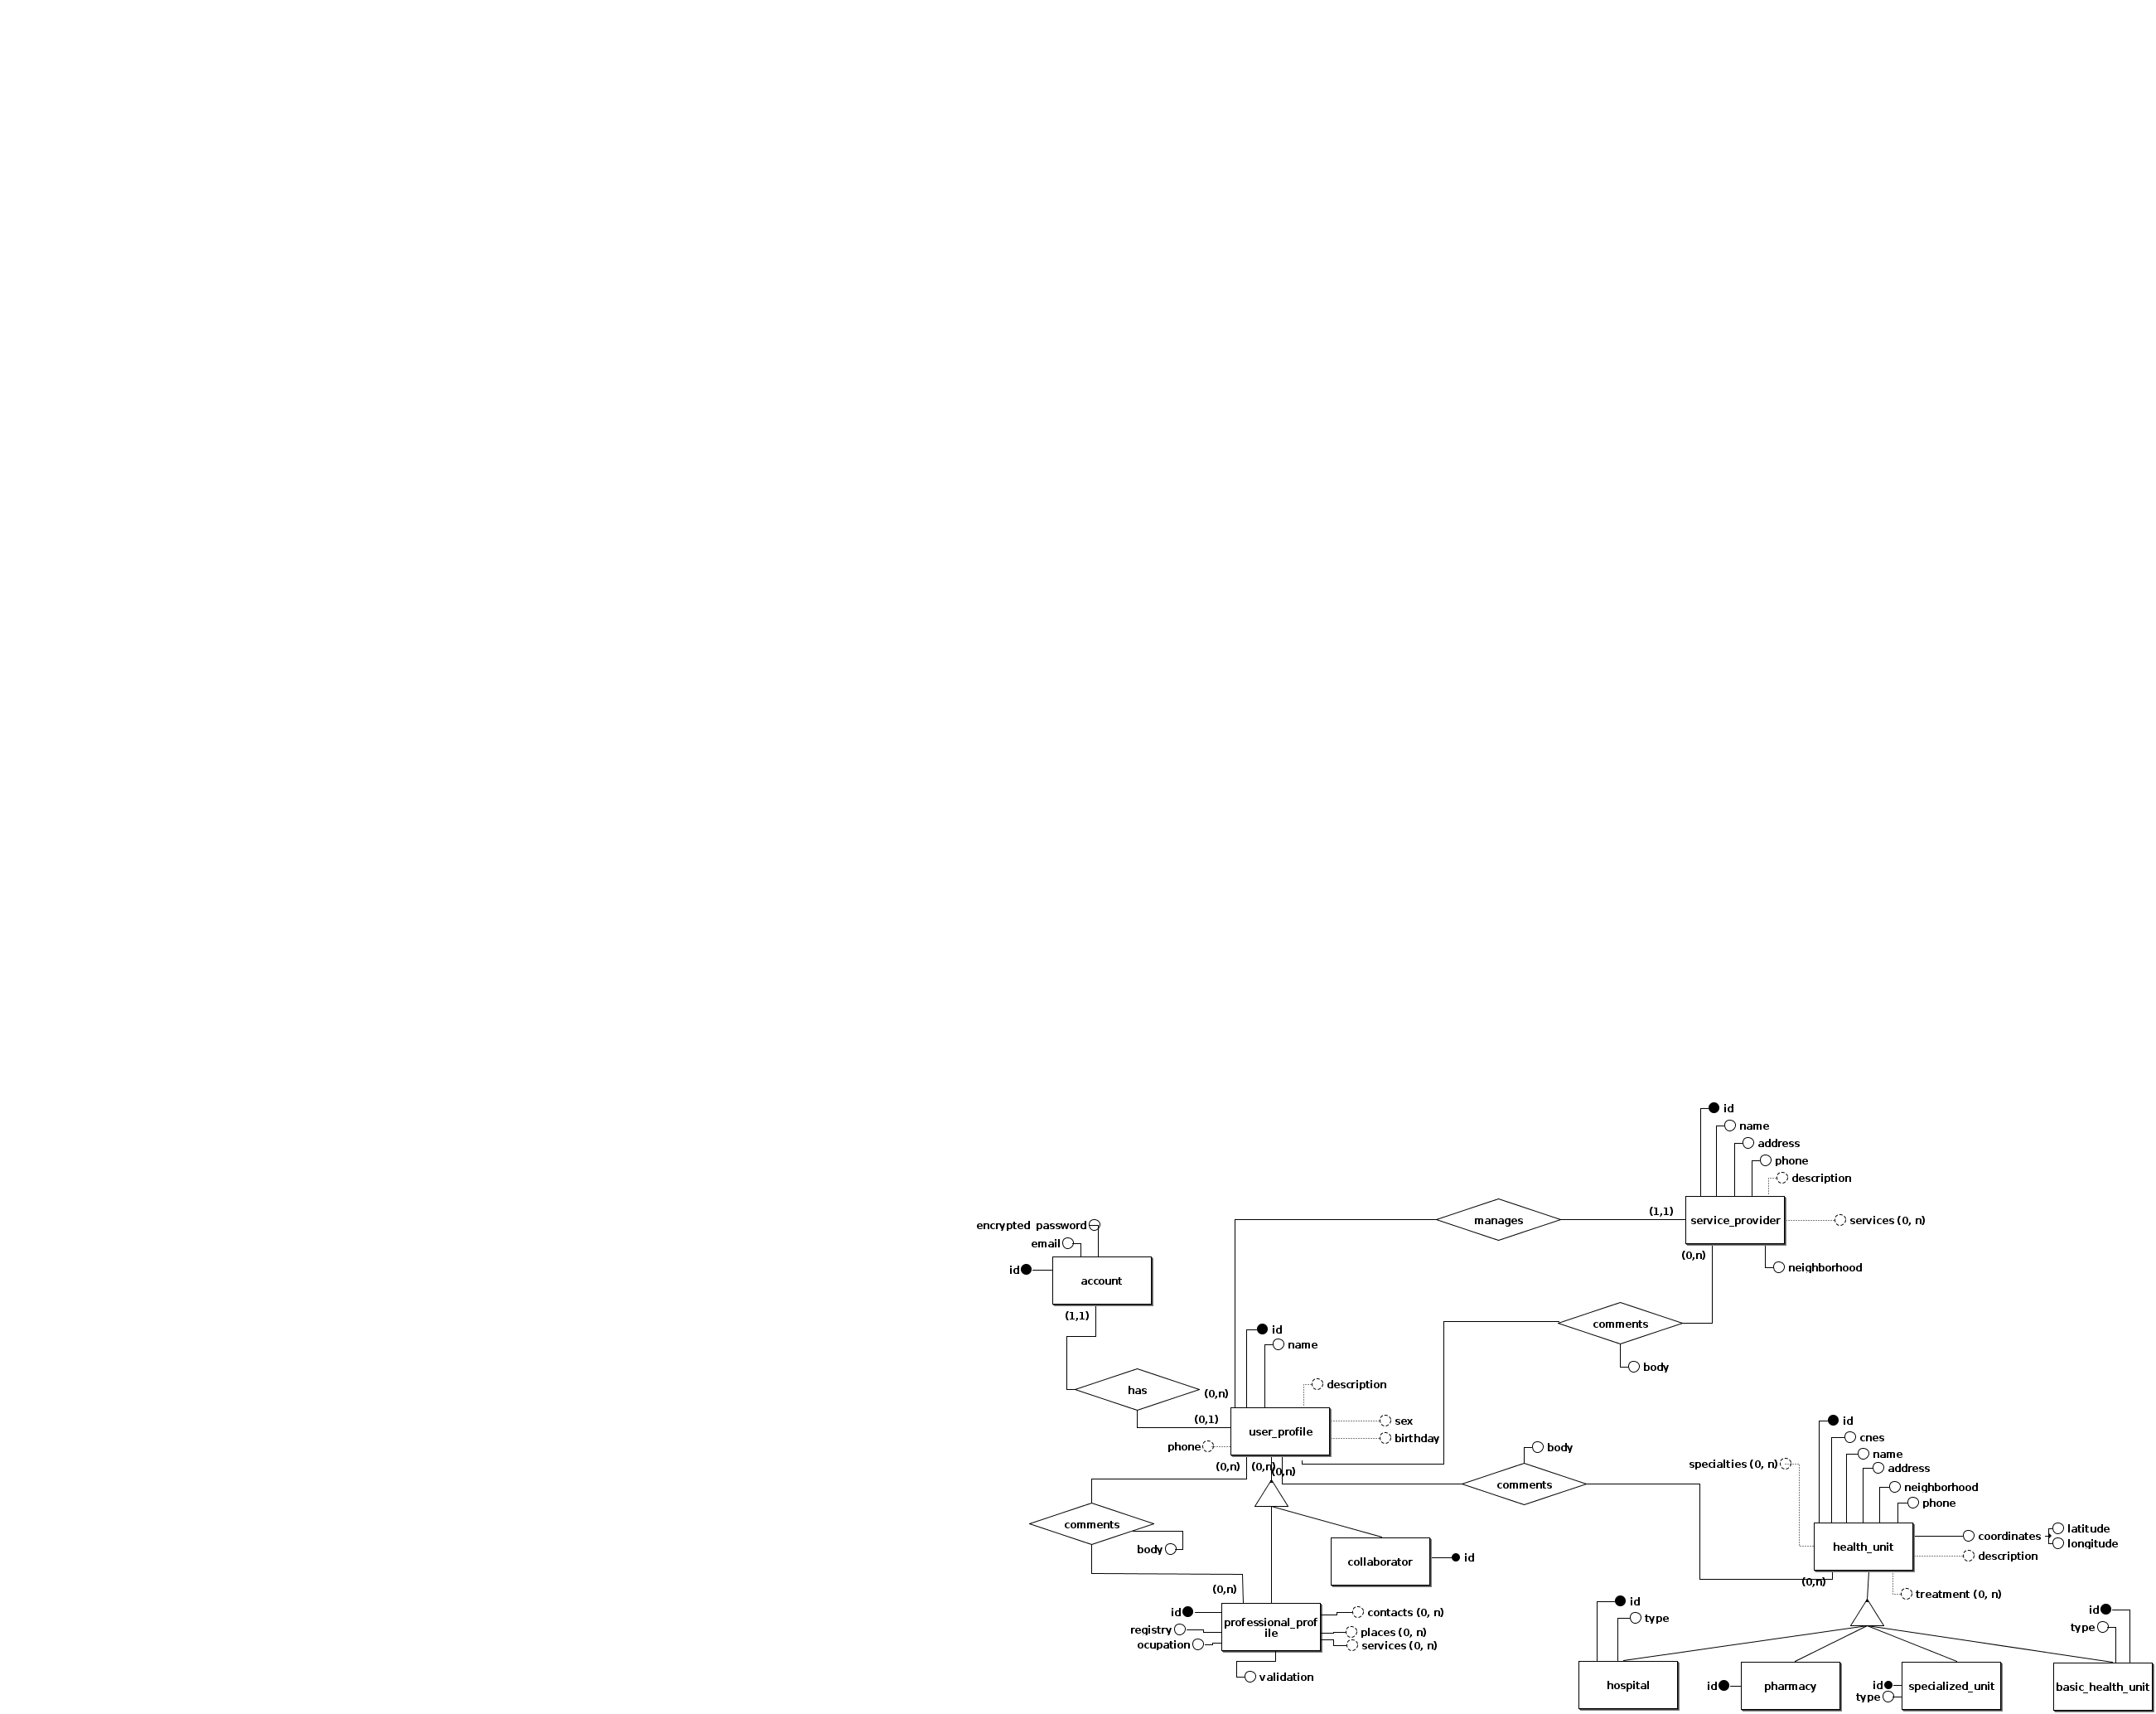 id
name
address
phone
description
manages
(1,1)
service_provider
services (0, n)
(0,n)
neighborhood
encrypted password
email
id
account
(1,1)
comments
body
id
name
has
(0,n)
description
(0,1)
sex
user_profile
birthday
phone
(0,n)
(0,n)
(0,n)
body
comments
id
cnes
name
specialties (0, n)
address
neighborhood
phone
coordinates
latitude
longitude
health_unit
description
(0,n)
treatment (0, n)
comments
body
collaborator
id
(0,n)
id
registry
ocupation
professional_prof
ile
contacts (0, n)
places (0, n)
services (0, n)
validation
id
type
hospital
id
pharmacy
id
type
specialized_unit
id
type
basic_health_unit